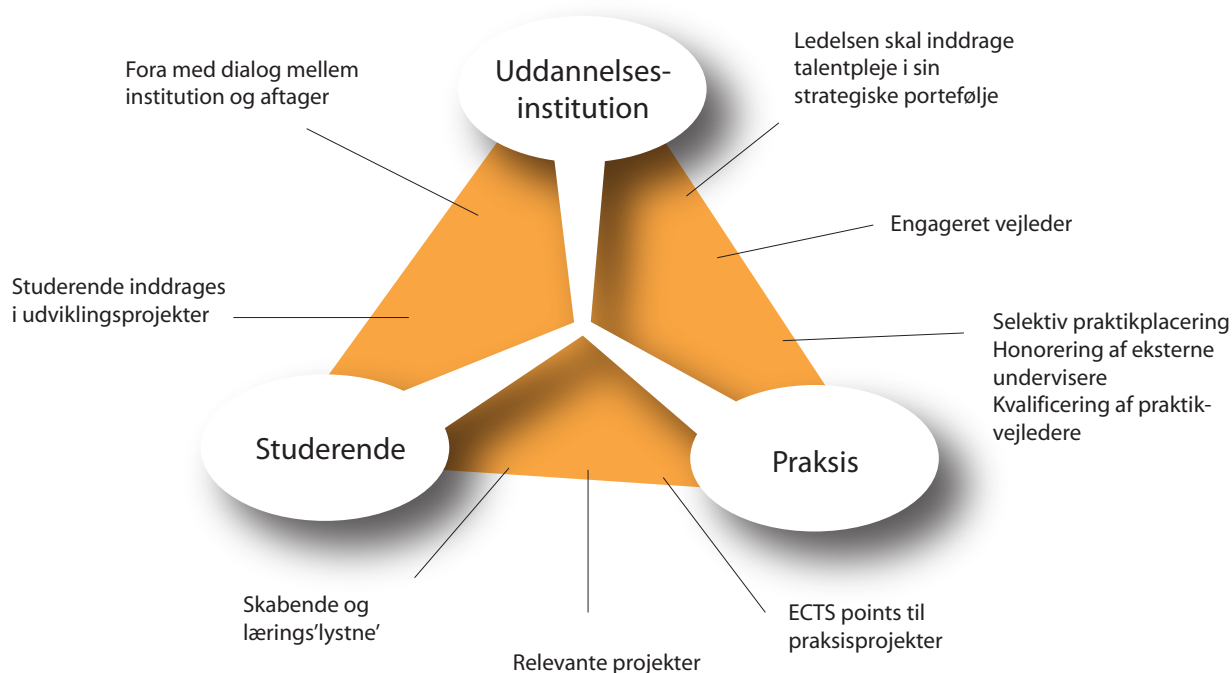 Fora med dialog mellem
institution og aftager
Uddannelses-
institution
Ledelsen skal inddrage
talentpleje i sin
strategiske portefølje
Engageret vejleder
Studerende inddrages
i udviklingsprojekter
Selektiv praktikplacering
Honorering af eksterne
undervisere
Kvalificering af praktik-
vejledere
Studerende
Praksis
Skabende og
lærings’lystne’
Relevante projekter
ECTS points til
praksisprojekter